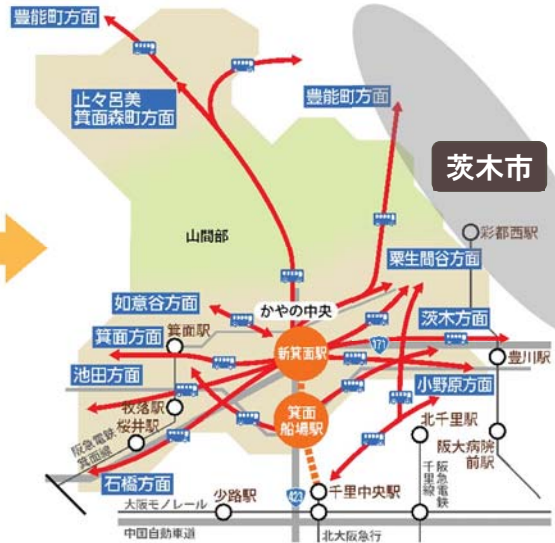 豊能町方面
止々呂美
箕面森町方面
豊能町方面
茨木市
山間部
彩都西駅
粟生間谷方面
如意谷方面
かやの中央
茨木方面
箕面方面
箕面駅
新箕面駅
171
豊川駅
池田方面
小野原方面
牧落駅
箕面
船場駅
桜井駅
北千里駅
阪急電鉄
箕面線
阪大病院
前駅
石橋方面
阪急電鉄
千里線
少路駅
423
千里中央駅
大阪モノレール
中国自動車道
北大阪急行